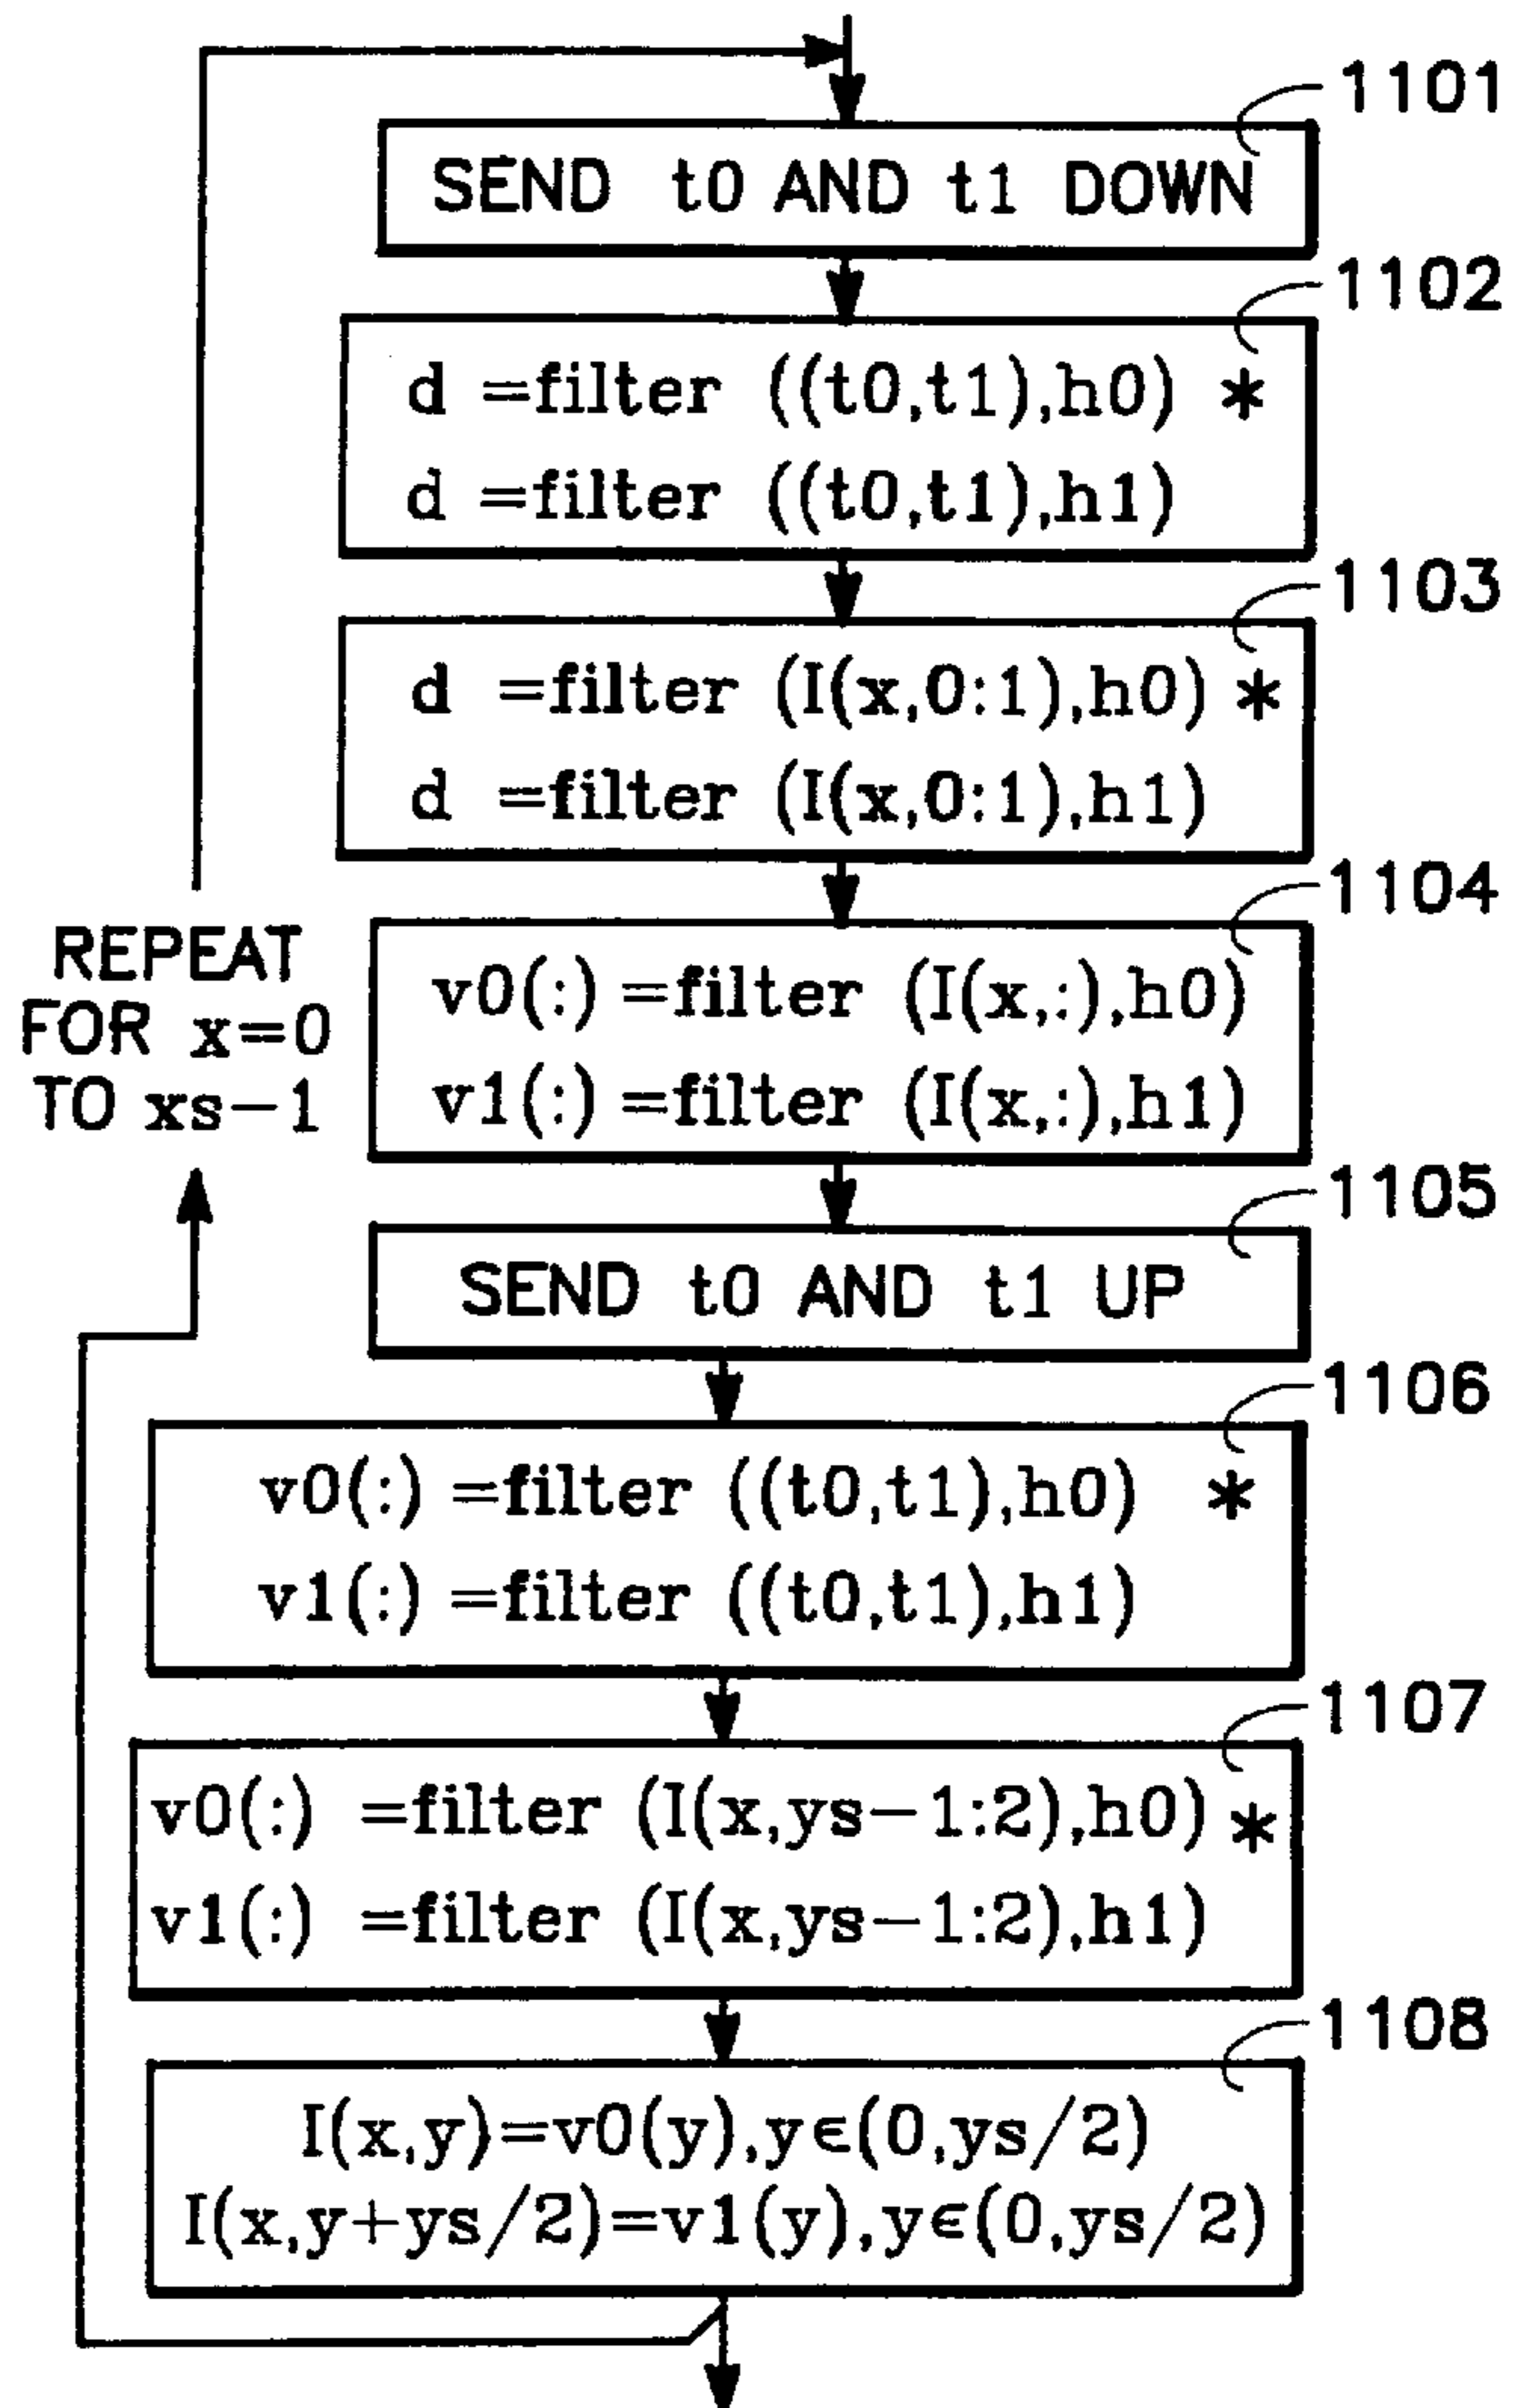 1101
SEND t0 AND t1 DOWN
1102
d =filter ((t0,t1),h0) *
d =filter ((t0,t1),h1)
1103
d =filter (I(x,0:1),h0) *
d =filter (I(x,0:1),h1)
1104
v0(:) =filter (I(x,:),h0)
v1(:) =filter (I(x,:),h1)
REPEAT
FOR x=0
TO xs-1
1105
SEND t0 AND t1 UP
1106
v0(:) =filter ((t0,t1),h0) *
v1(:) =filter ((t0,t1),h1)
1107
v0(:) =filter (I(x,ys-1:2),h0) *
v1(:) =filter (I(x,ys-1:2),h1)
1108
I(x,y)=v0(y),y∈(0,ys/2)
I(x,y+ys/2)=v1(y),y∈(0,ys/2)